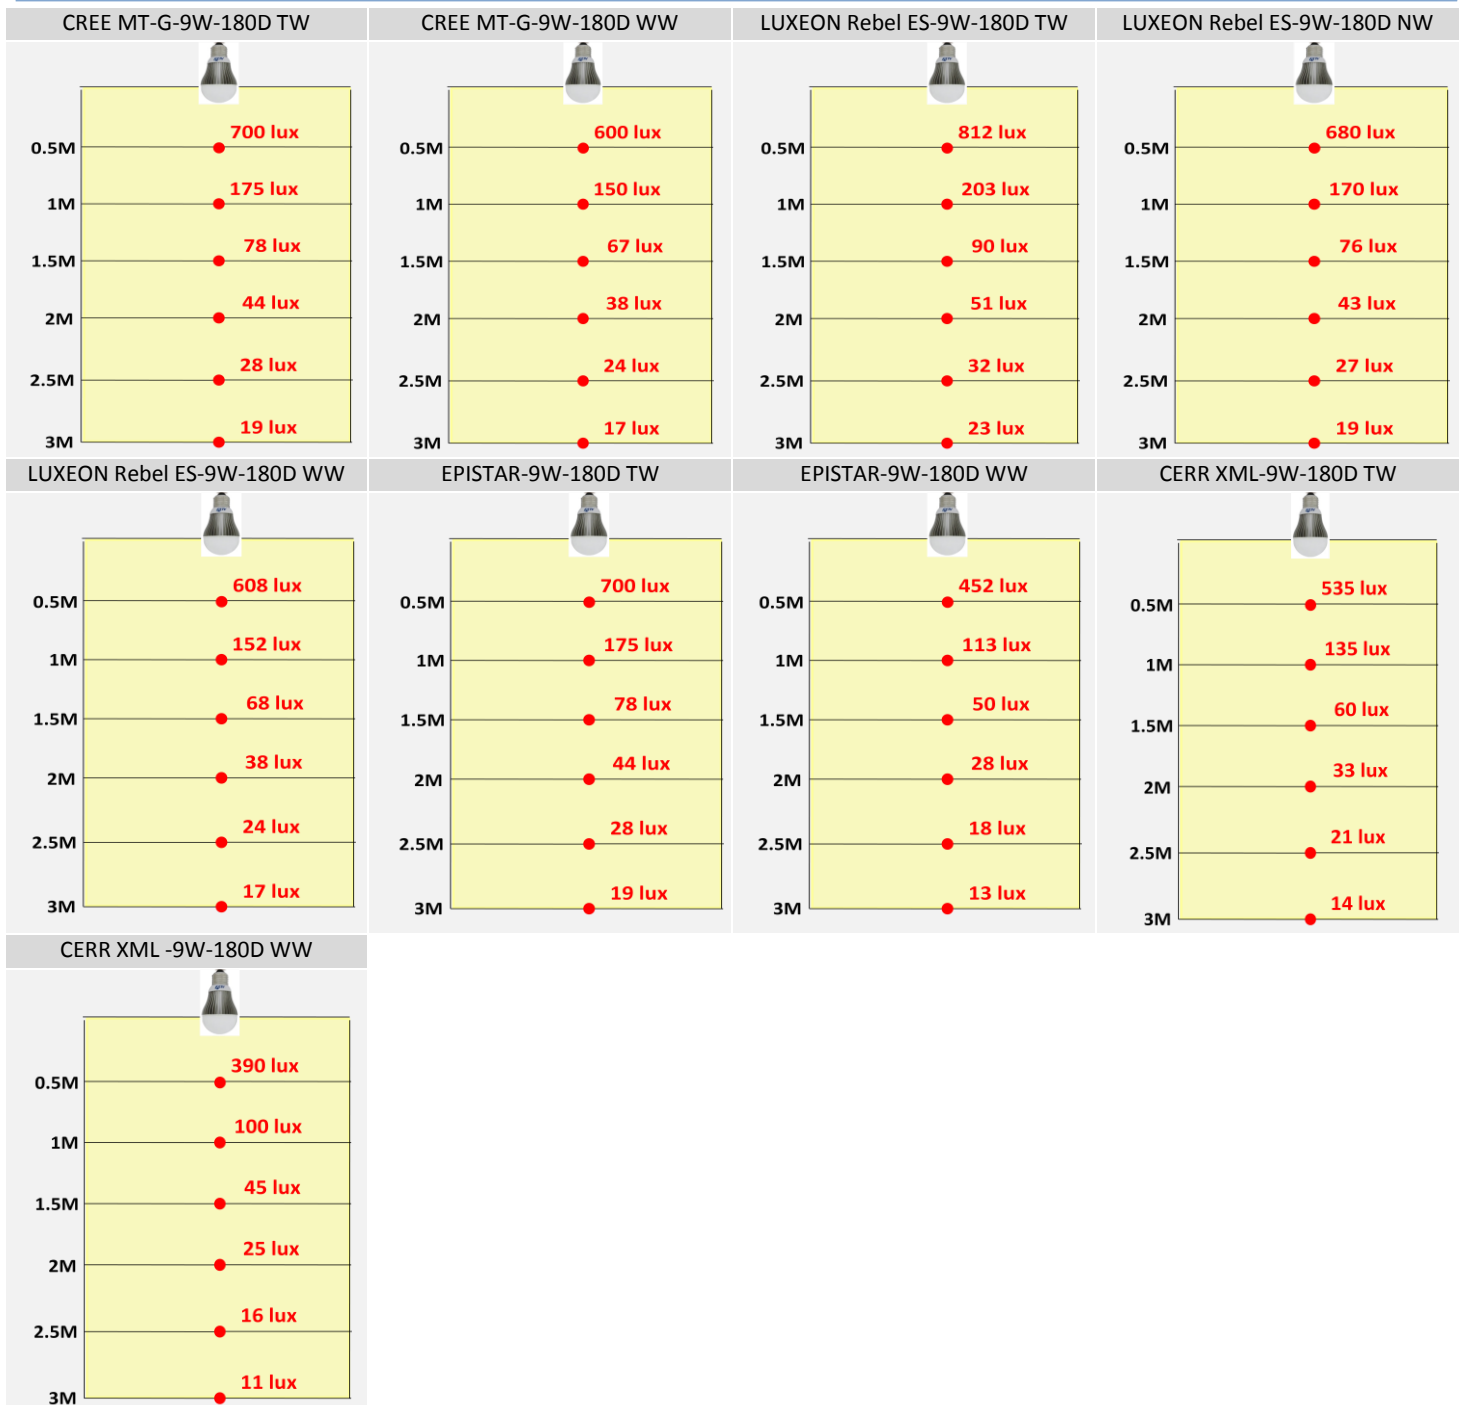 CREE MT-G-9W-180D TW
CREE MT-G-9W-180D WW
LUXEON Rebel ES-9W-180D TW
LUXEON Rebel ES-9W-180D NW
700 lux
0.5M
175 lux
1M
78 lux
1.5M
44 lux
2M
28 lux
2.5M
19 lux
3M
600 lux
0.5M
150 lux
1M
67 lux
1.5M
38 lux
2M
24 lux
2.5M
17 lux
3M
812 lux
0.5M
203 lux
1M
90 lux
1.5M
51 lux
2M
32 lux
2.5M
23 lux
3M
680 lux
0.5M
170 lux
1M
76 lux
1.5M
43 lux
2M
27 lux
2.5M
19 lux
3M
LUXEON Rebel ES-9W-180D WW
EPISTAR-9W-180D TW
EPISTAR-9W-180D WW
CERR XML-9W-180D TW
608 lux
0.5M
152 lux
1M
68 lux
1.5M
38 lux
2M
24 lux
2.5M
17 lux
3M
700 lux
0.5M
175 lux
1M
78 lux
1.5M
44 lux
2M
28 lux
2.5M
19 lux
3M
452 lux
0.5M
113 lux
1M
50 lux
1.5M
28 lux
2M
18 lux
2.5M
13 lux
3M
535 lux
0.5M
135 lux
1M
60 lux
1.5M
33 lux
2M
21 lux
2.5M
14 lux
3M
CERR XML -9W-180D WW
390 lux
0.5M
100 lux
1M
45 lux
1.5M
25 lux
2M
16 lux
2.5M
11 lux
3M